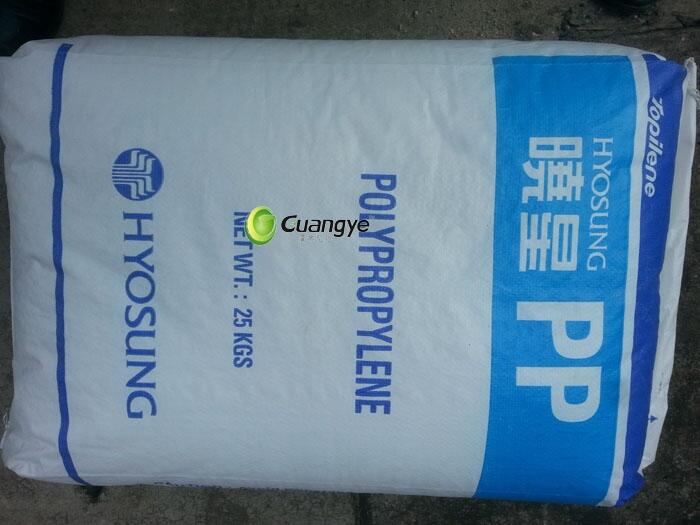 Topilene
HYOSUNG
曉星 PP
POLYPROPYLENE
NET WT. : 25 KGS
HYOSUNG
Cuangye